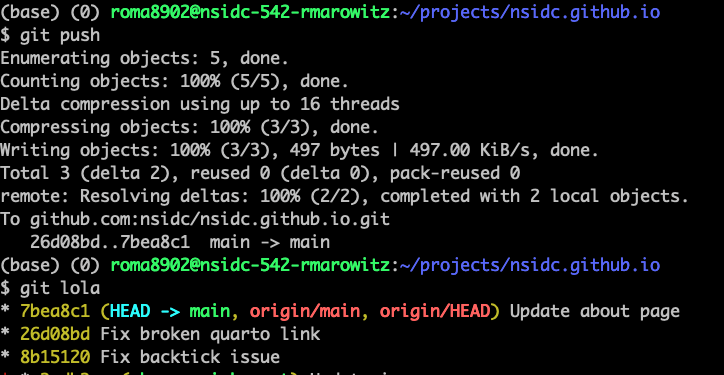 (base) (0) roma8902@nsidc-542-rmarowitz:~/projects/nsidc.github.io
$ git push
Enumerating objects: 5, done.
Counting objects: 100% (5/5), done.
Delta compression using up to 16 threads
Compressing objects: 100% (3/3), done.
Writing objects: 100% (3/3), 497 bytes | 497.00 KiB/s, done.
Total 3 (delta 2), reused 0 (delta 0), pack-reused 0
remote: Resolving deltas: 100% (2/2), completed with 2 local objects.
To github.com:nsidc/nsidc.github.io.git
   26d08bd..7bea8c1  main -> main
(base) (0) roma8902@nsidc-542-rmarowitz:~/projects/nsidc.github.io
$ git lola
* 7bea8c1 (HEAD -> main, origin/main, origin/HEAD) Update about page
* 26d08bd Fix broken quarto link
* 8b15120 Fix backtick issue